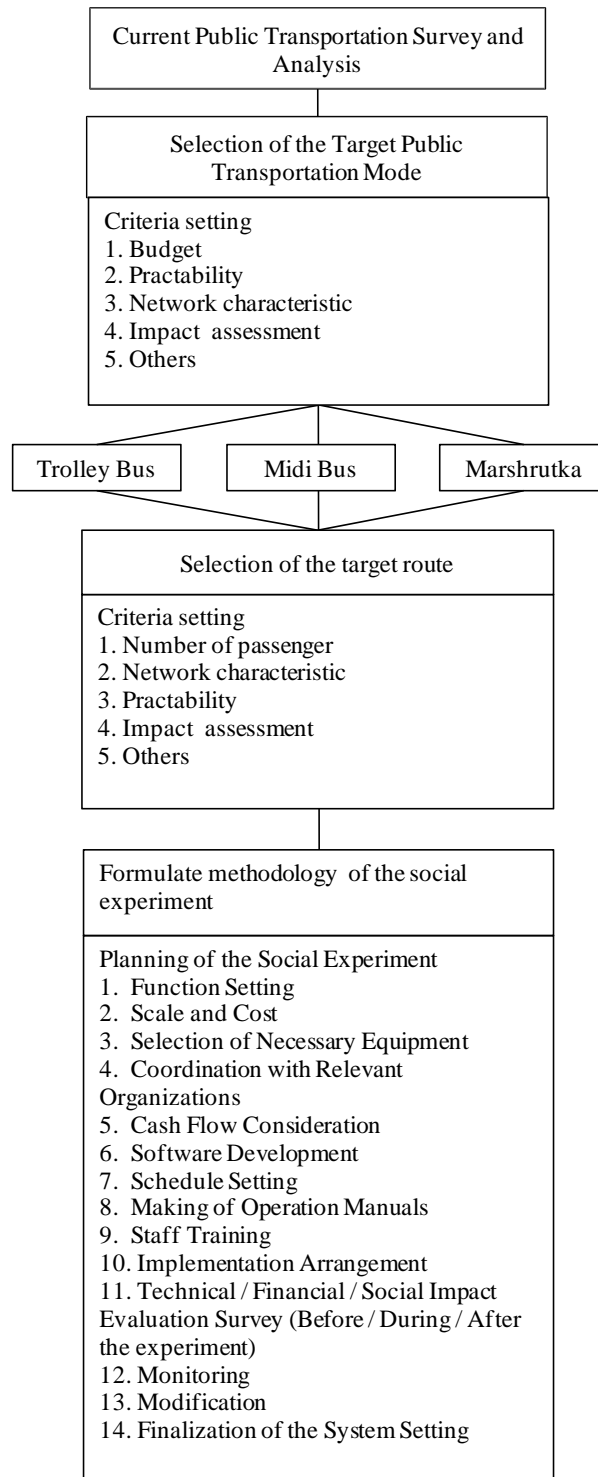 Current Public Transportation Survey and
Analysis
Selection of the Target Public
Transportation Mode
Criteria setting
1. Budget
2. Practability
3. Network characteristic
4. Impact assessment
5. Others
Trolley Bus
Midi Bus
Marshrutka
Selection of the target route
Criteria setting
1. Number of passenger
2. Network characteristic
3. Practability
4. Impact assessment
5. Others
Formulate methodology of the social
experiment
Planning of the Social Experiment
1. Function Setting
2. Scale and Cost
3. Selection of Necessary Equipment
4. Coordination with Relevant
Organizations
5. Cash Flow Consideration
6. Software Development
7. Schedule Setting
8. Making of Operation Manuals
9. Staff Training
10. Implementation Arrangement
11. Technical / Financial / Social Impact
Evaluation Survey (Before / During / After
the experiment)
12. Monitoring
13. Modification
14. Finalization of the System Setting